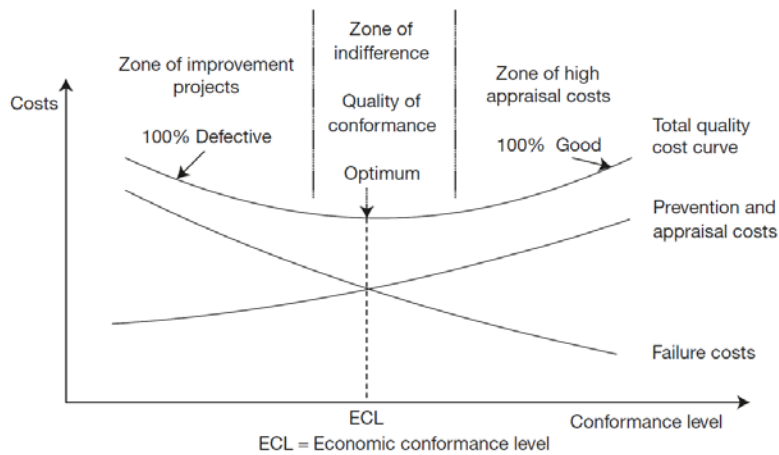 Zone of
indifference
Zone of improvement
projects
Zone of high
appraisal costs
Costs
Quality of
conformance
100% Defective
100% Good
Total quality
cost curve
Optimum
Prevention and
appraisal costs
Failure costs
ECL
Conformance level
ECL = Economic conformance level